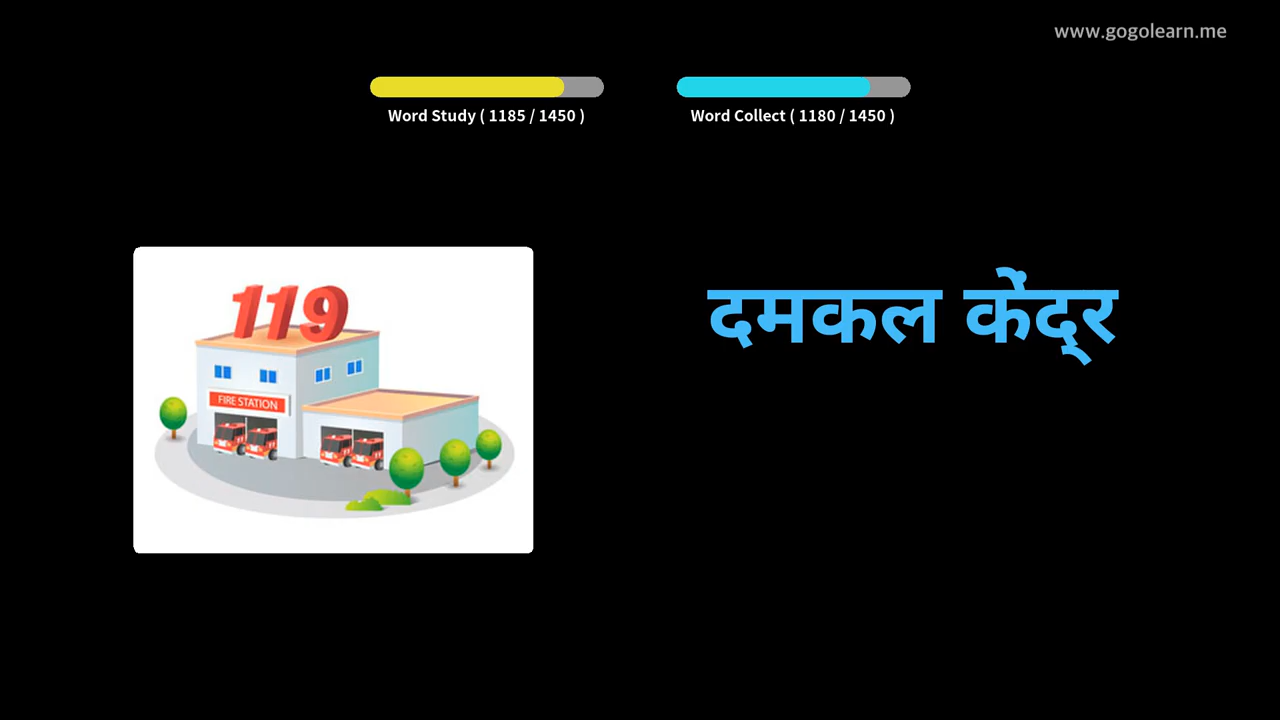 www.gogolearn.me
Word Study ( 1185 / 1450 )
Word Collect ( 1180 / 1450 )
119
FIRE STATION
दमकल केंद्र